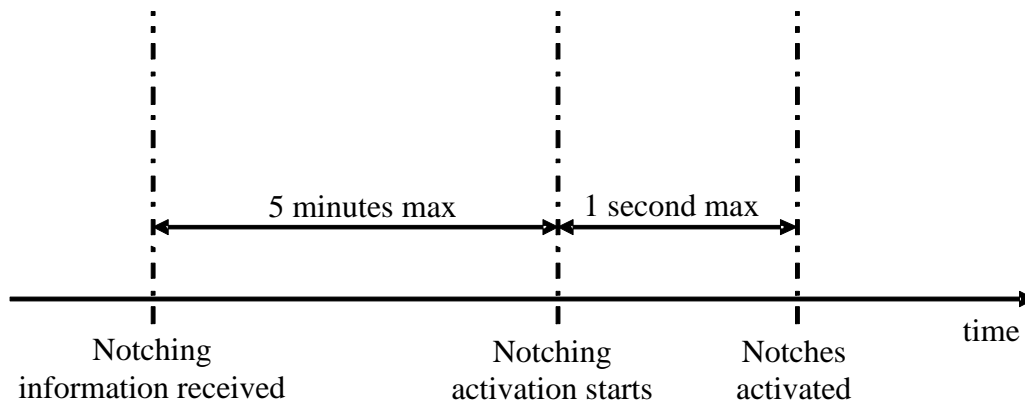 5 minutes max
1 second max
time
Notching
information received
Notching
activation starts
Notches
activated